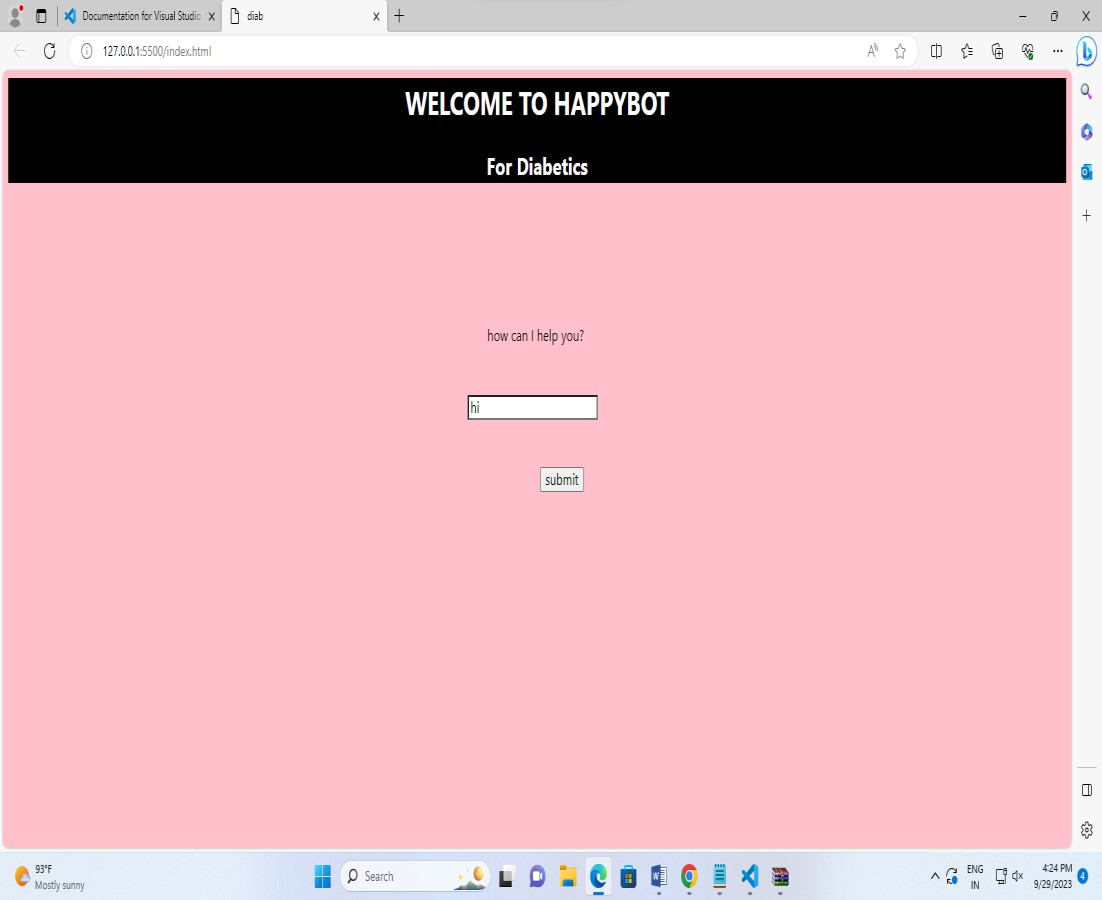 Documentation for Visual Studio
diab
127.0.0.1:5500/index.html
WELCOME TO HAPPYBOT
For Diabetics
how can I help you?
hi
submit
93°F
Mostly sunny
Search
ENG
IN
4:24 PM
9/29/2023
4